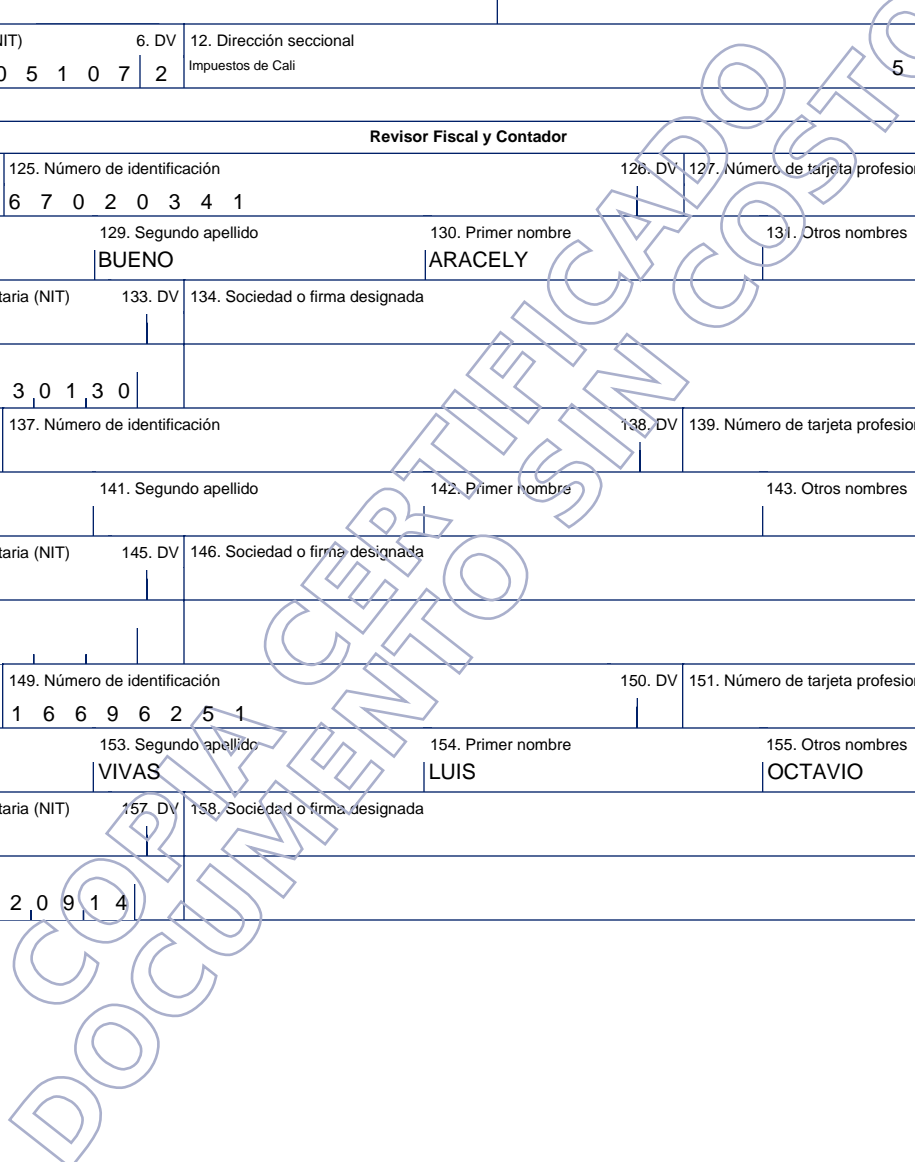 NIT) 6. DV 12. Dirección seccional
0 5 1 0 7 2 Impuestos de Cali 5
Revisor Fiscal y Contador
125. Número de identificación 126. DV 127. Número de tarjeta profesion
6 7 0 2 0 3 4 1
129. Segundo apellido 130. Primer nombre 131. Otros nombres
BUENO ARACELY
taria (NIT) 133. DV 134. Sociedad o firma designada
3 0 1 3 0
137. Número de identificación 138. DV 139. Número de tarjeta profesion
141. Segundo apellido 142. Primer nombre 143. Otros nombres
taria (NIT) 145. DV 146. Sociedad o firma designada
149. Número de identificación 150. DV 151. Número de tarjeta profesion
1 6 6 9 6 2 5 1
153. Segundo apellido 154. Primer nombre 155. Otros nombres
VIVAS LUIS OCTAVIO
taria (NIT) 157. DV 158. Sociedad o firma designada
2 0 9 1 4
COPIA CERTIFICADO
DOCUMENTO SIN COSTO